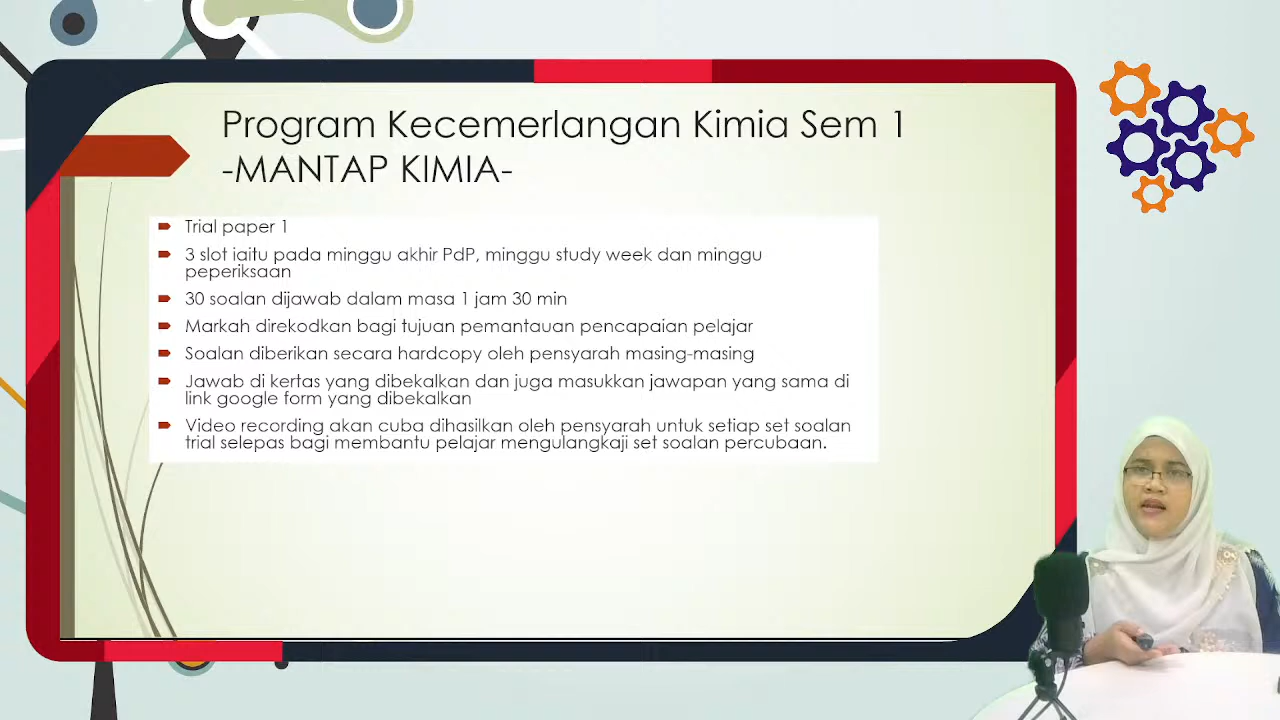 Program Kecemerlangan Kimia Sem 1
-MANTAP KIMIA-
Trial paper 1
3 slot iaitu pada minggu akhir PdP, minggu study week dan minggu
peperiksaan
30 soalan dijawab dalam masa 1 jam 30 min
Markah direkodkan bagi tujuan pemantauan pencapaian pelajar
Soalan diberikan secara hardcopy oleh pensyarah masing-masing
Jawab di kertas yang dibekalkan dan juga masukkan jawapan yang sama di
link google form yang dibekalkan
Video recording akan cuba dihasilkan oleh pensyarah untuk setiap set soalan
trial selepas bagi membantu pelajar mengulangkaji set soalan percubaan.